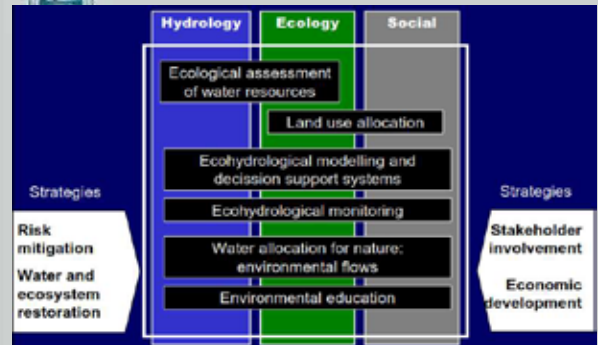 Hydrology
Ecology
Social
Ecological assessment
of water resources
Land use allocation
Ecohydrological modelling and
decission support systems
Ecohydrological monitoring
Water allocation for nature:
environmental flows
Environmental education
Strategies
Risk
mitigation
Water and
ecosystem
restoration
Strategies
Stakeholder
involvement
Economic
development